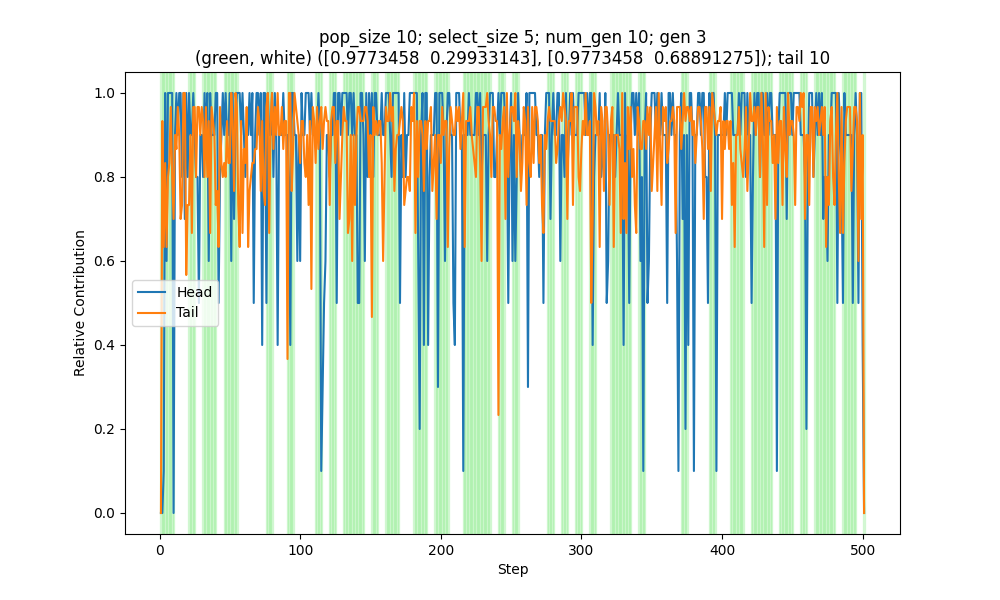 pop_size 10; select_size 5; num_gen 10; gen 3
(green, white) ([0.9773458  0.29933143], [0.9773458  0.68891275]); tail 10
Relative Contribution
1.0
0.8
0.6
0.4
0.2
0.0
Head
Tail
0 100 200 300 400 500
Step